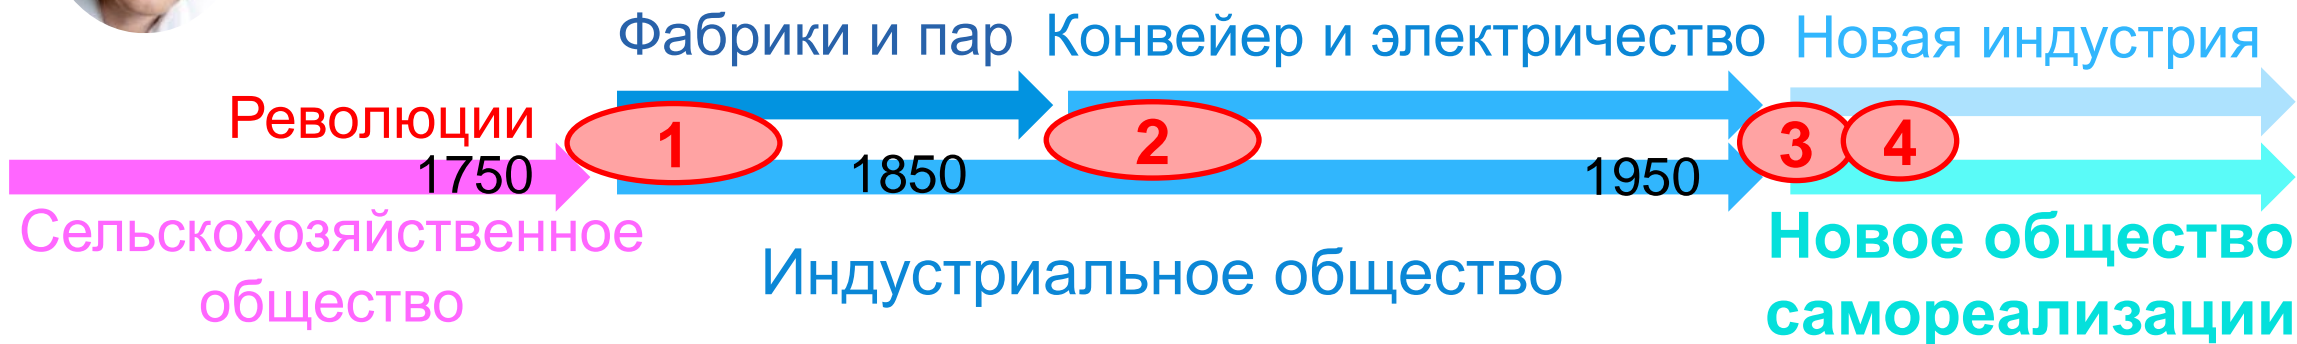 Фабрики и пар Конвейер и электричество Новая индустрия
Революции 1 2 3 4
1750 1850 1950
Сельскохозяйственное
общество
Индустриальное общество
Новое общество
самореализации